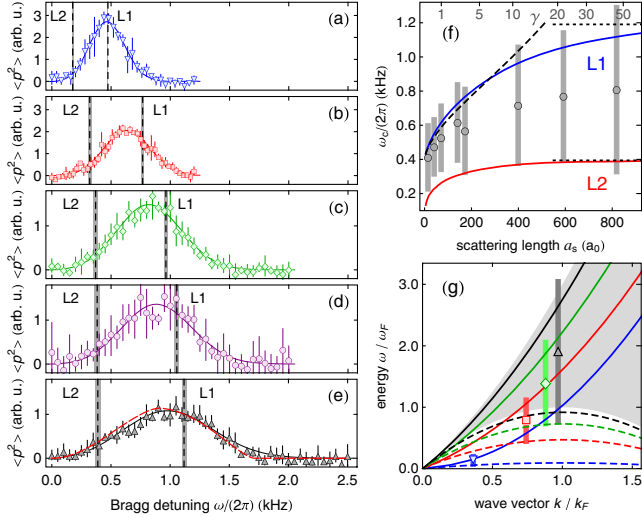 L2 L1 (a)
<p²> (arb. u.)
3
2
1
0
L2 L1 (b)
<p²> (arb. u.)
3
2
1
0
L2 L1 (c)
<p²> (arb. u.)
1
0
L2 L1 (d)
<p²> (arb. u.)
1
0
L2 L1 (e)
<p²> (arb. u.)
1
0
0.0 0.5 1.0 1.5 2.0 2.5
Bragg detuning ω/(2π) (kHz)
1 5 10 γ 20 30 50
(f)
L1
L2
ω_c/(2π) (kHz)
1.2
0.8
0.4
0.0
0 200 400 600 800
scattering length a_s (a_0)
(g)
energy ω / ω_F
3.0
2.0
1.0
0.0
0.0 0.5 1.0 1.5
wave vector k / k_F